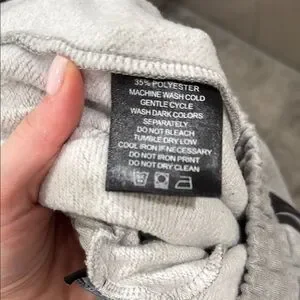 35% POLYESTER
MACHINE WASH COLD
GENTLE CYCLE
WASH DARK COLORS
SEPARATELY
DO NOT BLEACH
TUMBLE DRY LOW
COOL IRON IF NECESSARY
DO NOT IRON PRINT
DO NOT DRY CLEAN